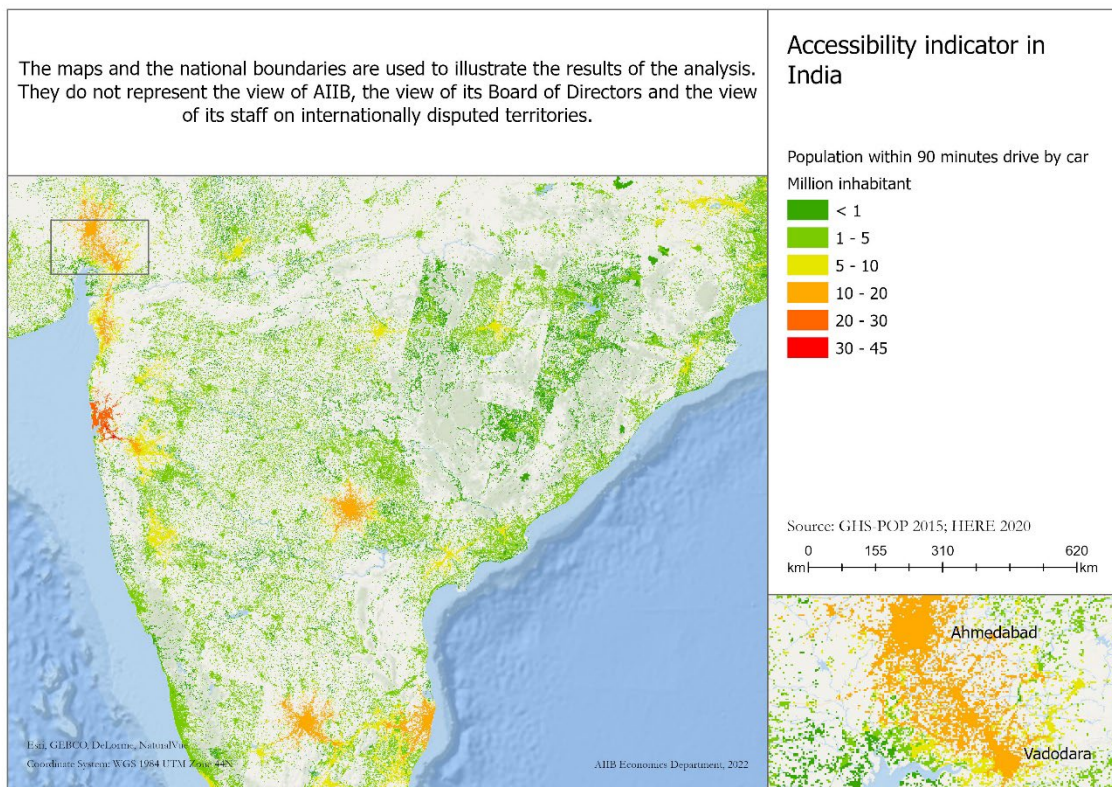 The maps and the national boundaries are used to illustrate the results of the analysis.
They do not represent the view of AIIB, the view of its Board of Directors and the view
of its staff on internationally disputed territories.
Accessibility indicator in
India
Population within 90 minutes drive by car
Million inhabitant
< 1
1 - 5
5 - 10
10 - 20
20 - 30
30 - 45
Source: GHS-POP 2015; HERE 2020
0 155 310 620
km km
Ahmedabad
Vadodara
Esri, GEBCO, DeLorme, NaturalVue
Coordinate System: WGS 1984 UTM Zone 44N
AIIB Economics Department, 2022